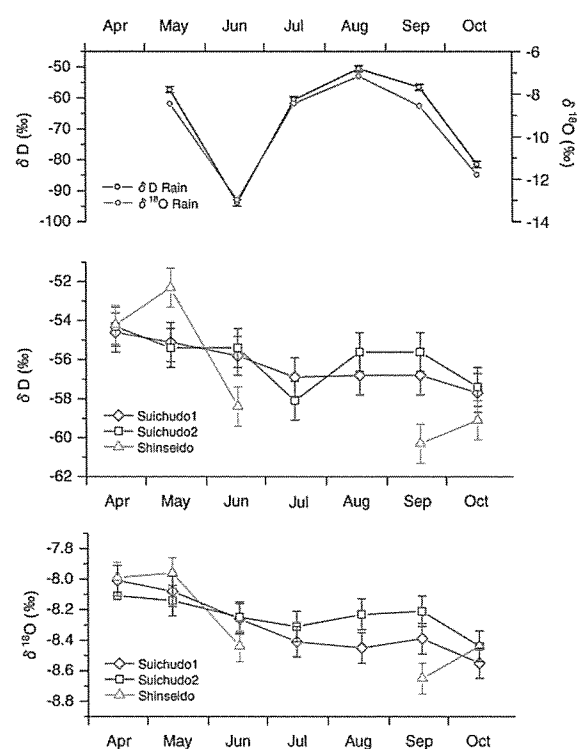 Apr May Jun Jul Aug Sep Oct
-50
-60
-70
-80
-90
-100
δ D (‰)
-6
-8
-10
-12
-14
δ ¹⁸O (‰)
δ D Rain
δ ¹⁸O Rain
-52
-54
-56
-58
-60
-62
δ D (‰)
Suichudo1
Suichudo2
Shinseido
Apr May Jun Jul Aug Sep Oct
-7.8
-8.0
-8.2
-8.4
-8.6
-8.8
δ ¹⁸O (‰)
Suichudo1
Suichudo2
Shinseido
Apr May Jun Jul Aug Sep Oct